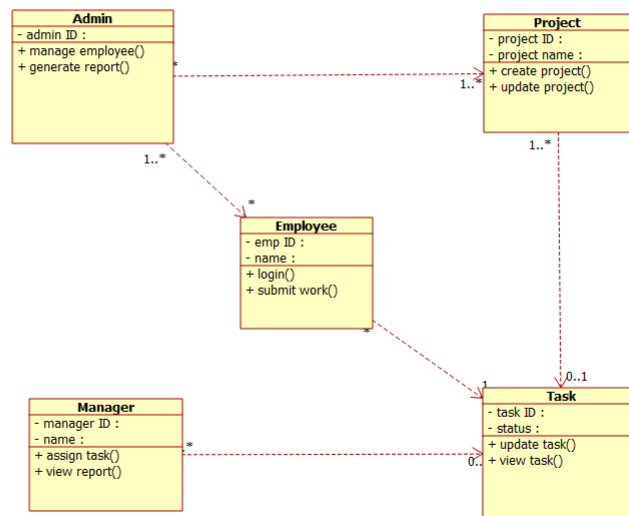 Admin
- admin ID :
+ manage employee()
+ generate report()
Project
- project ID :
- project name :
+ create project()
+ update project()
*
1..*
1..*
*
1..*
Employee
- emp ID :
- name :
+ login()
+ submit work()
*
1
0..1
Manager
- manager ID :
- name :
+ assign task()
+ view report()
.*
0..
Task
- task ID :
- status :
+ update task()
+ view task()